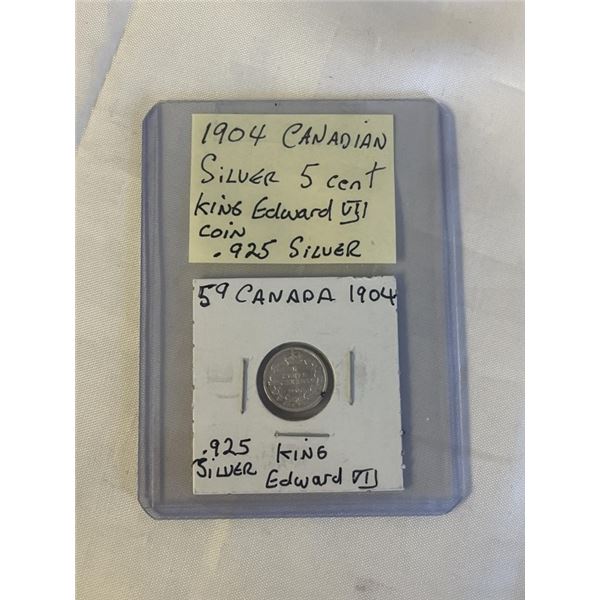 1904 CANADIAN
SILVER 5 cent
KING Edward VII
COIN
.925 SILVER
5¢ CANADA 1904
.925 KING
SILVER Edward VII